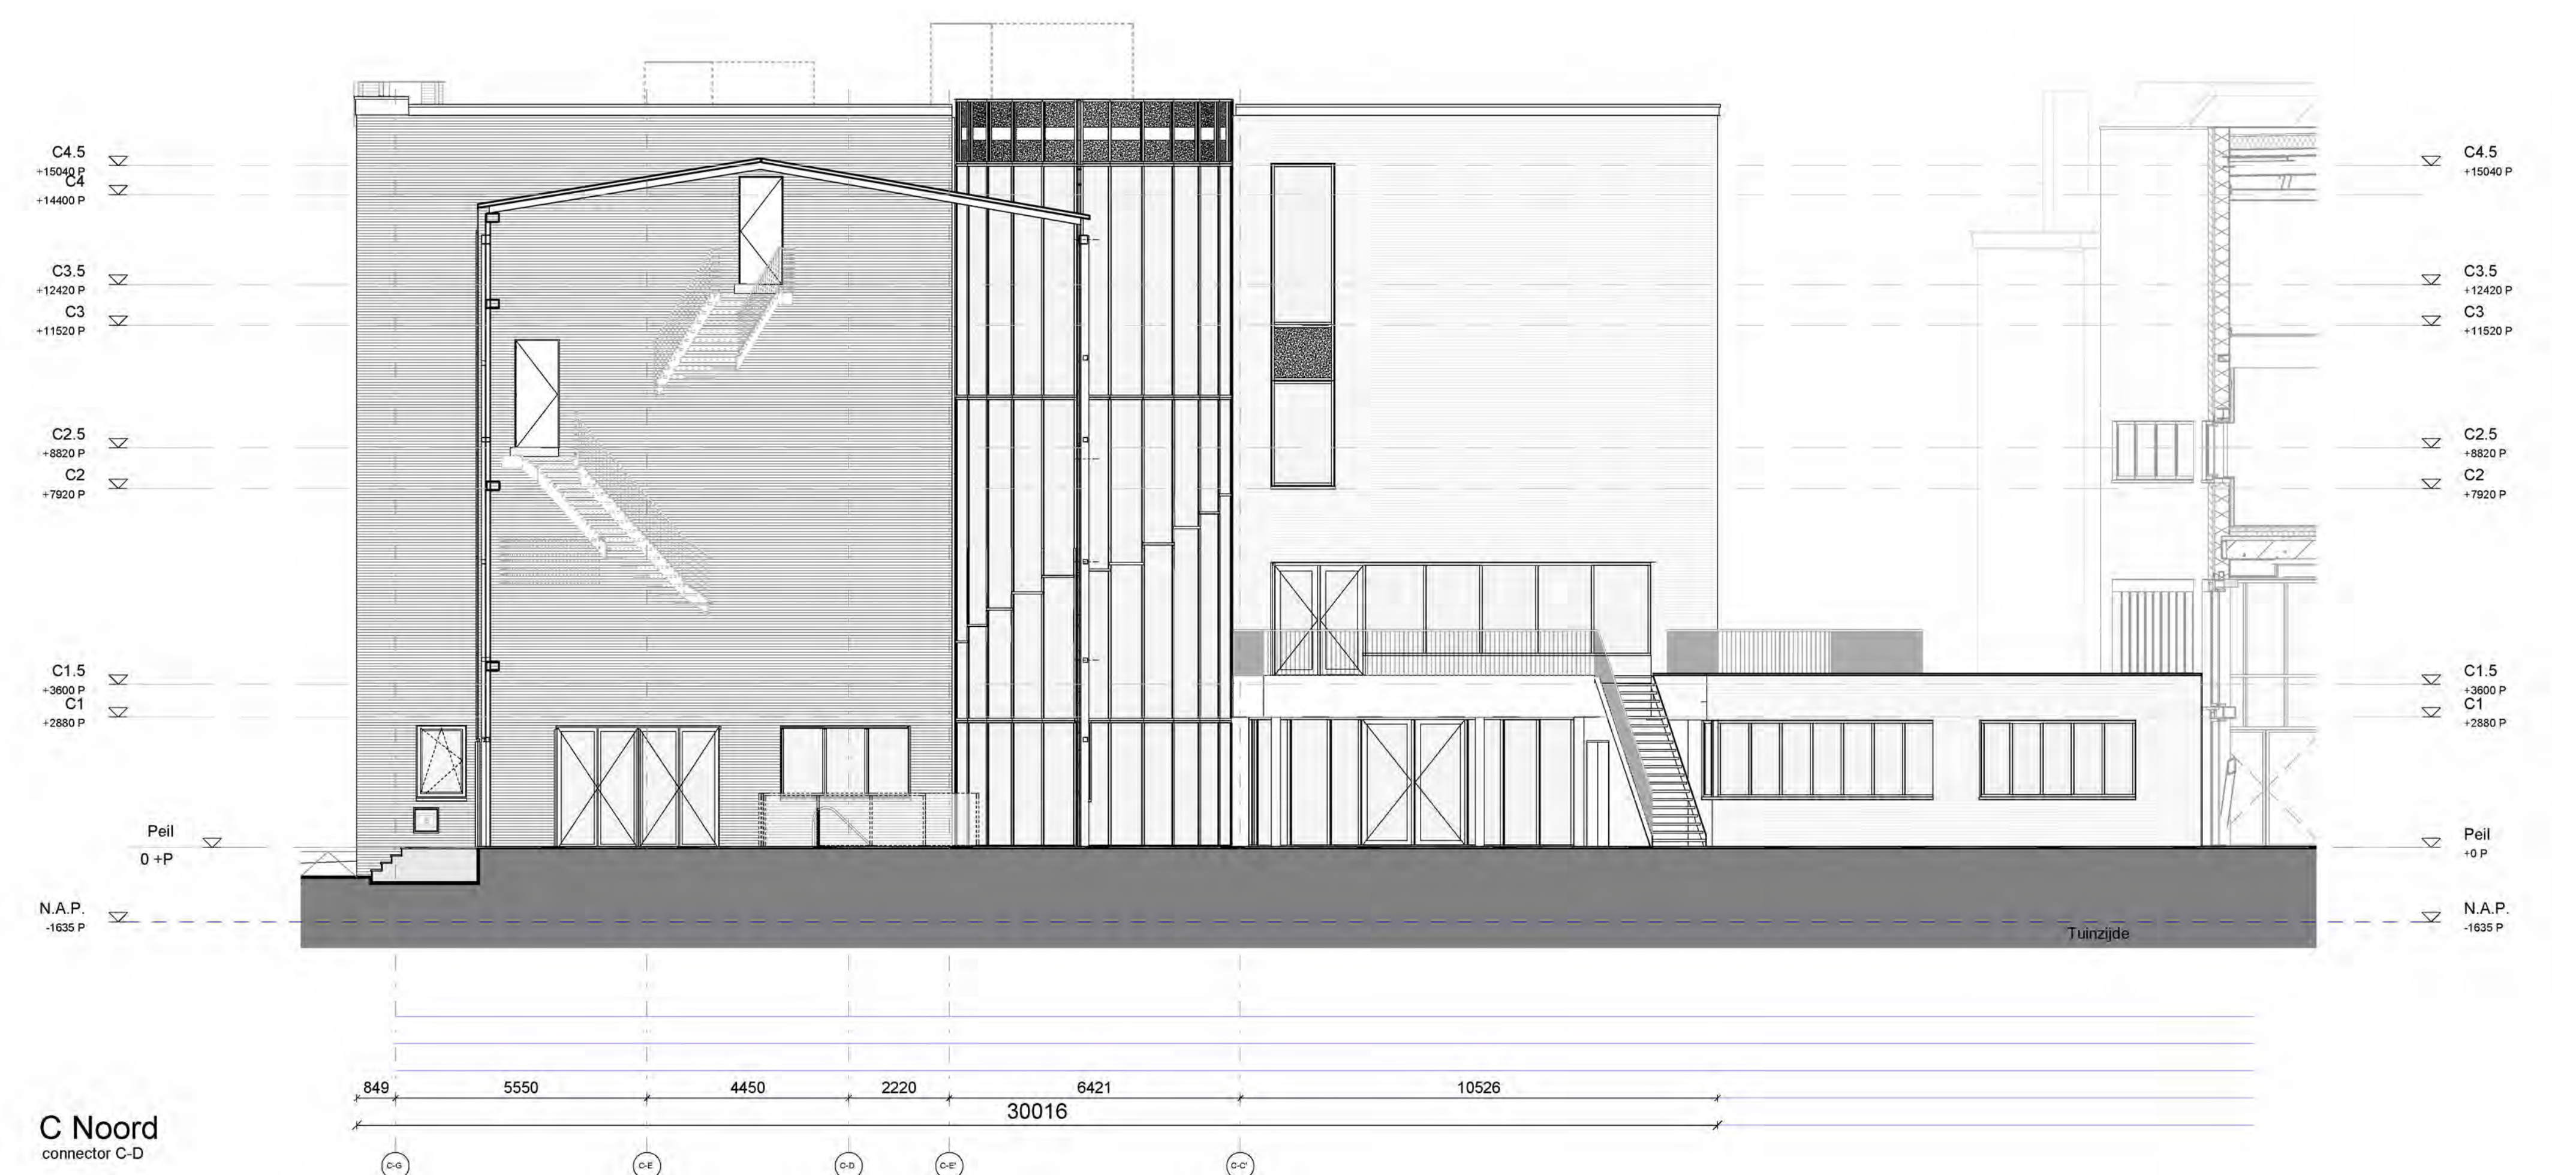 C4.5
+15040 P
C4
+14400 P
C3.5
+12420 P
C3
+11520 P
C2.5
+8820 P
C2
+7920 P
C1.5
+3600 P
C1
+2880 P
Peil
0 +P
N.A.P.
-1635 P
C4.5
+15040 P
C3.5
+12420 P
C3
+11520 P
C2.5
+8820 P
C2
+7920 P
C1.5
+3600 P
C1
+2880 P
Peil
+0 P
N.A.P.
-1635 P
Tuinzijde
849 5550 4450 2220 6421 10526
30016
C Noord
connector C-D
C-G C-E C-D C-E' C-C'